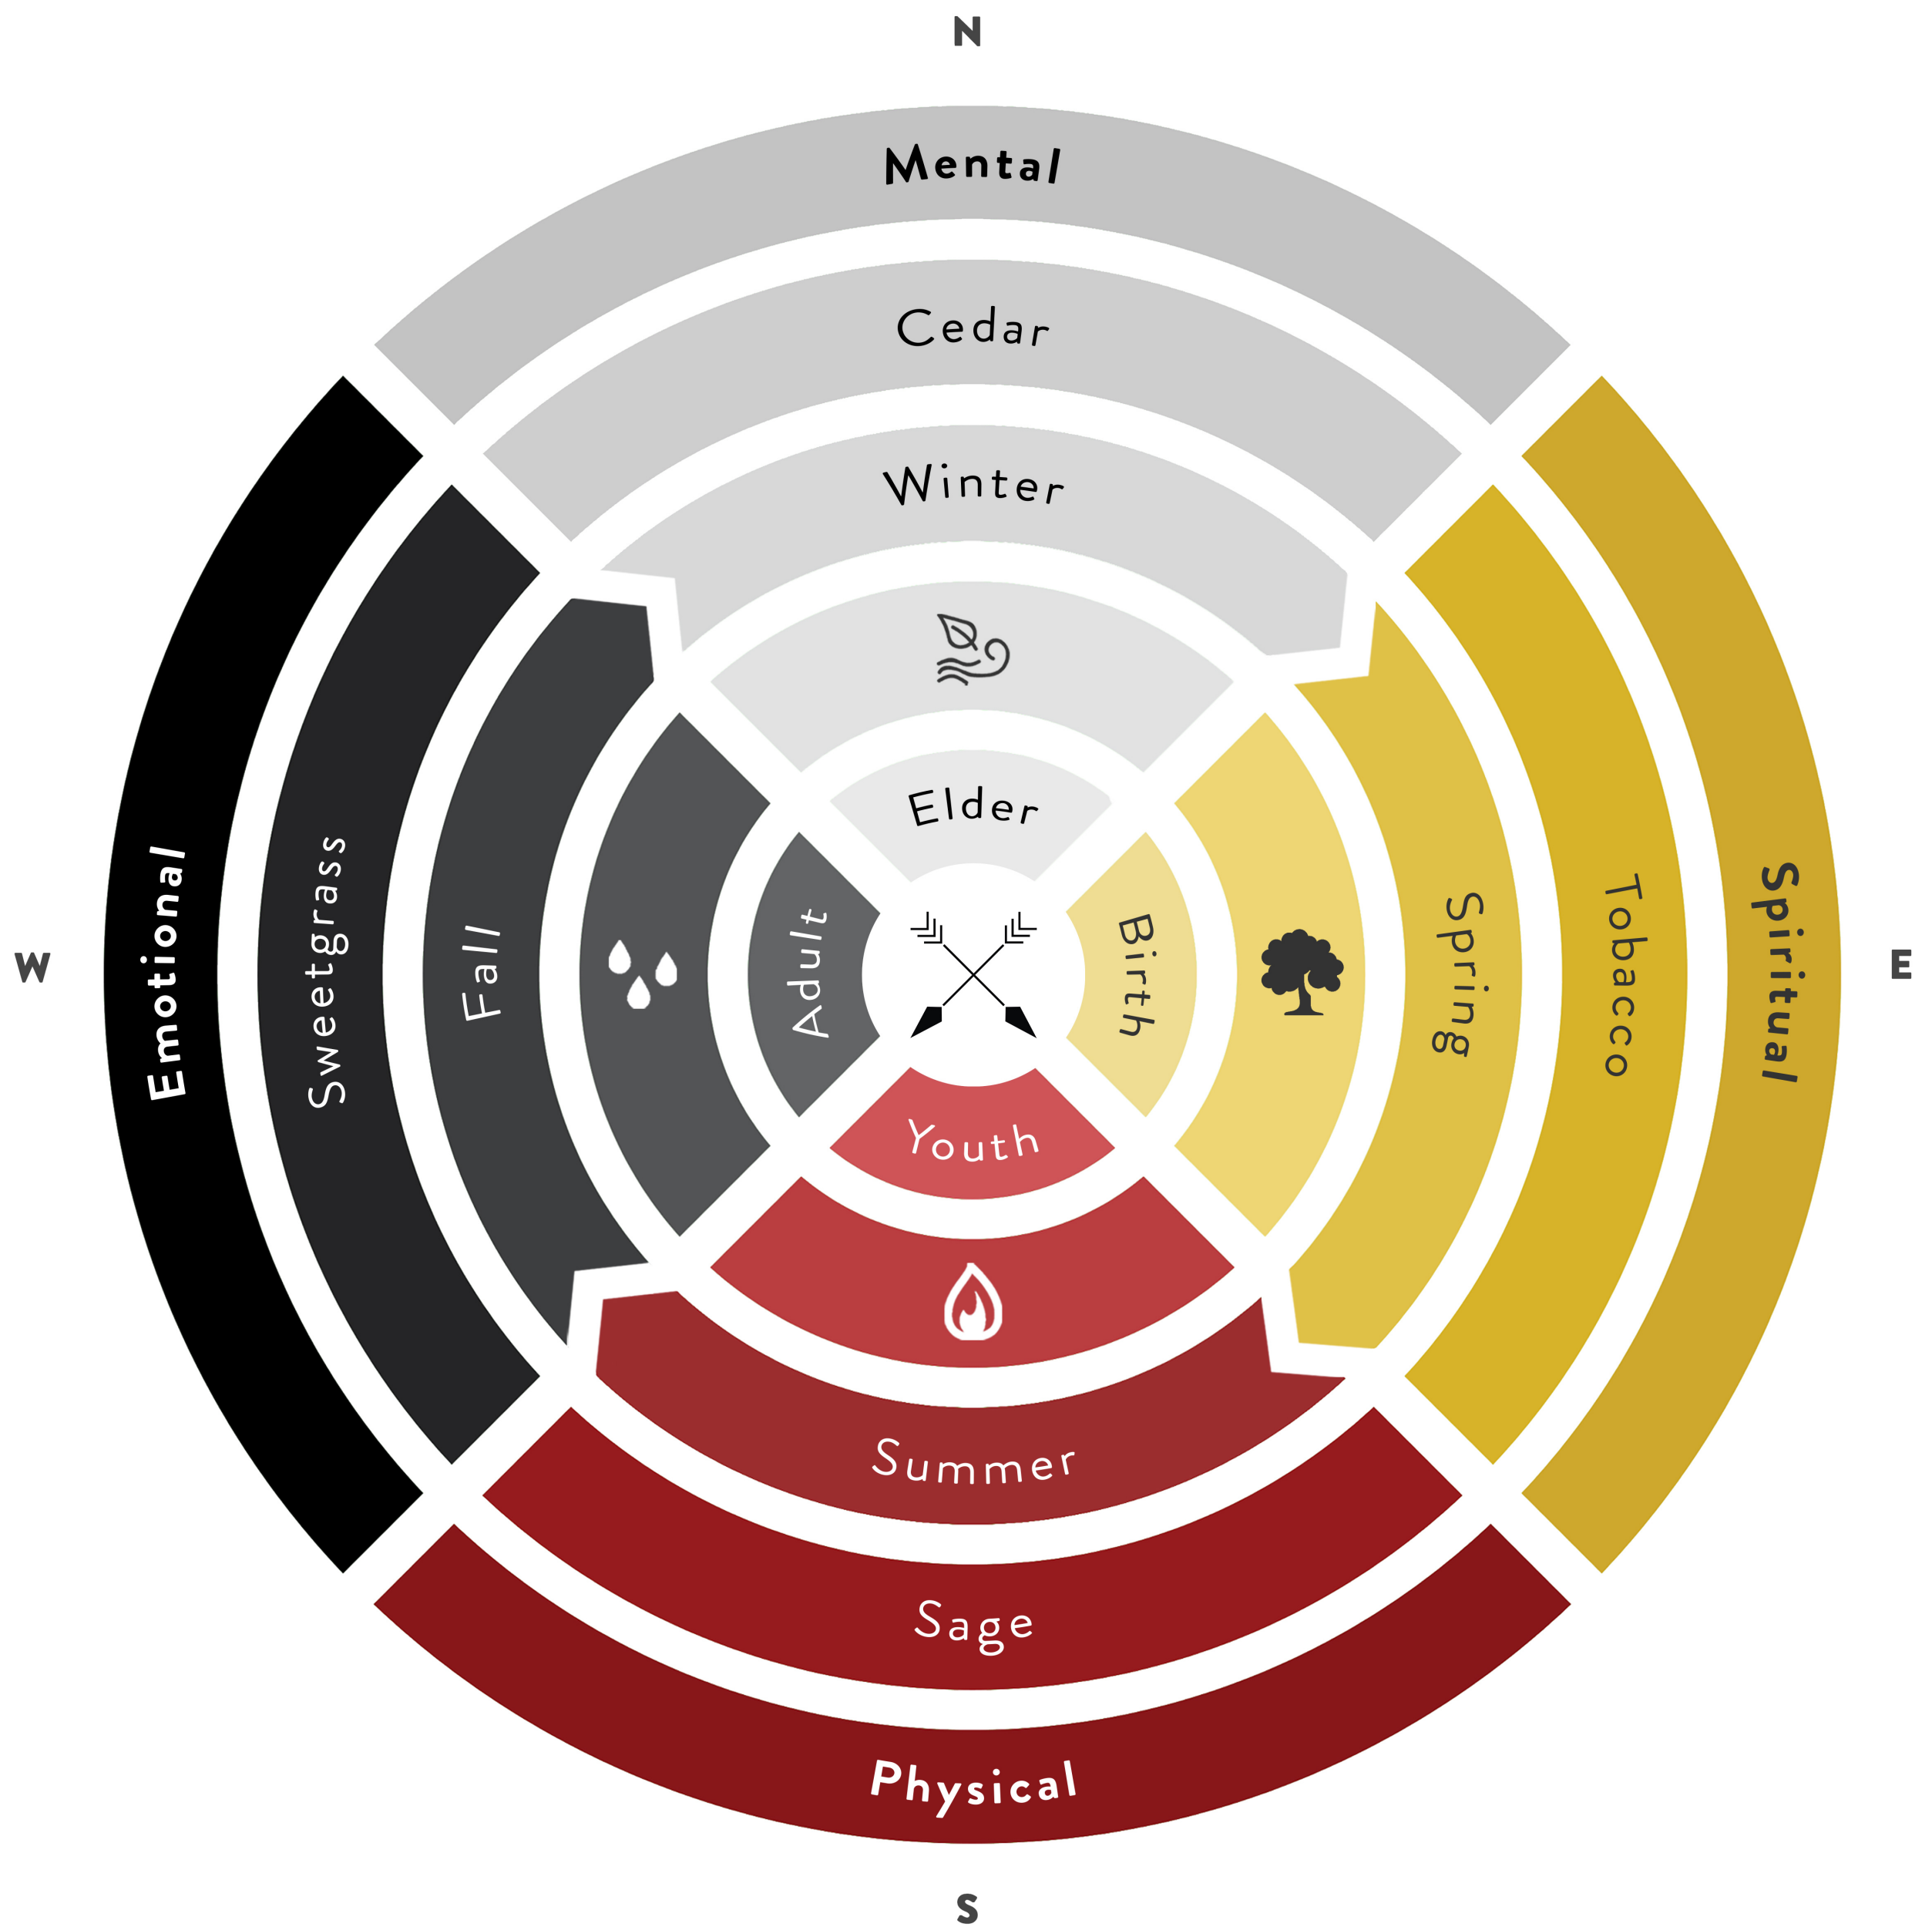 N
Mental
Cedar
Winter
Elder
W
Emotional
Sweetgrass
Fall
Adult
Birth
Spring
Tobacco
Spiritual
E
Youth
Summer
Sage
Physical
S